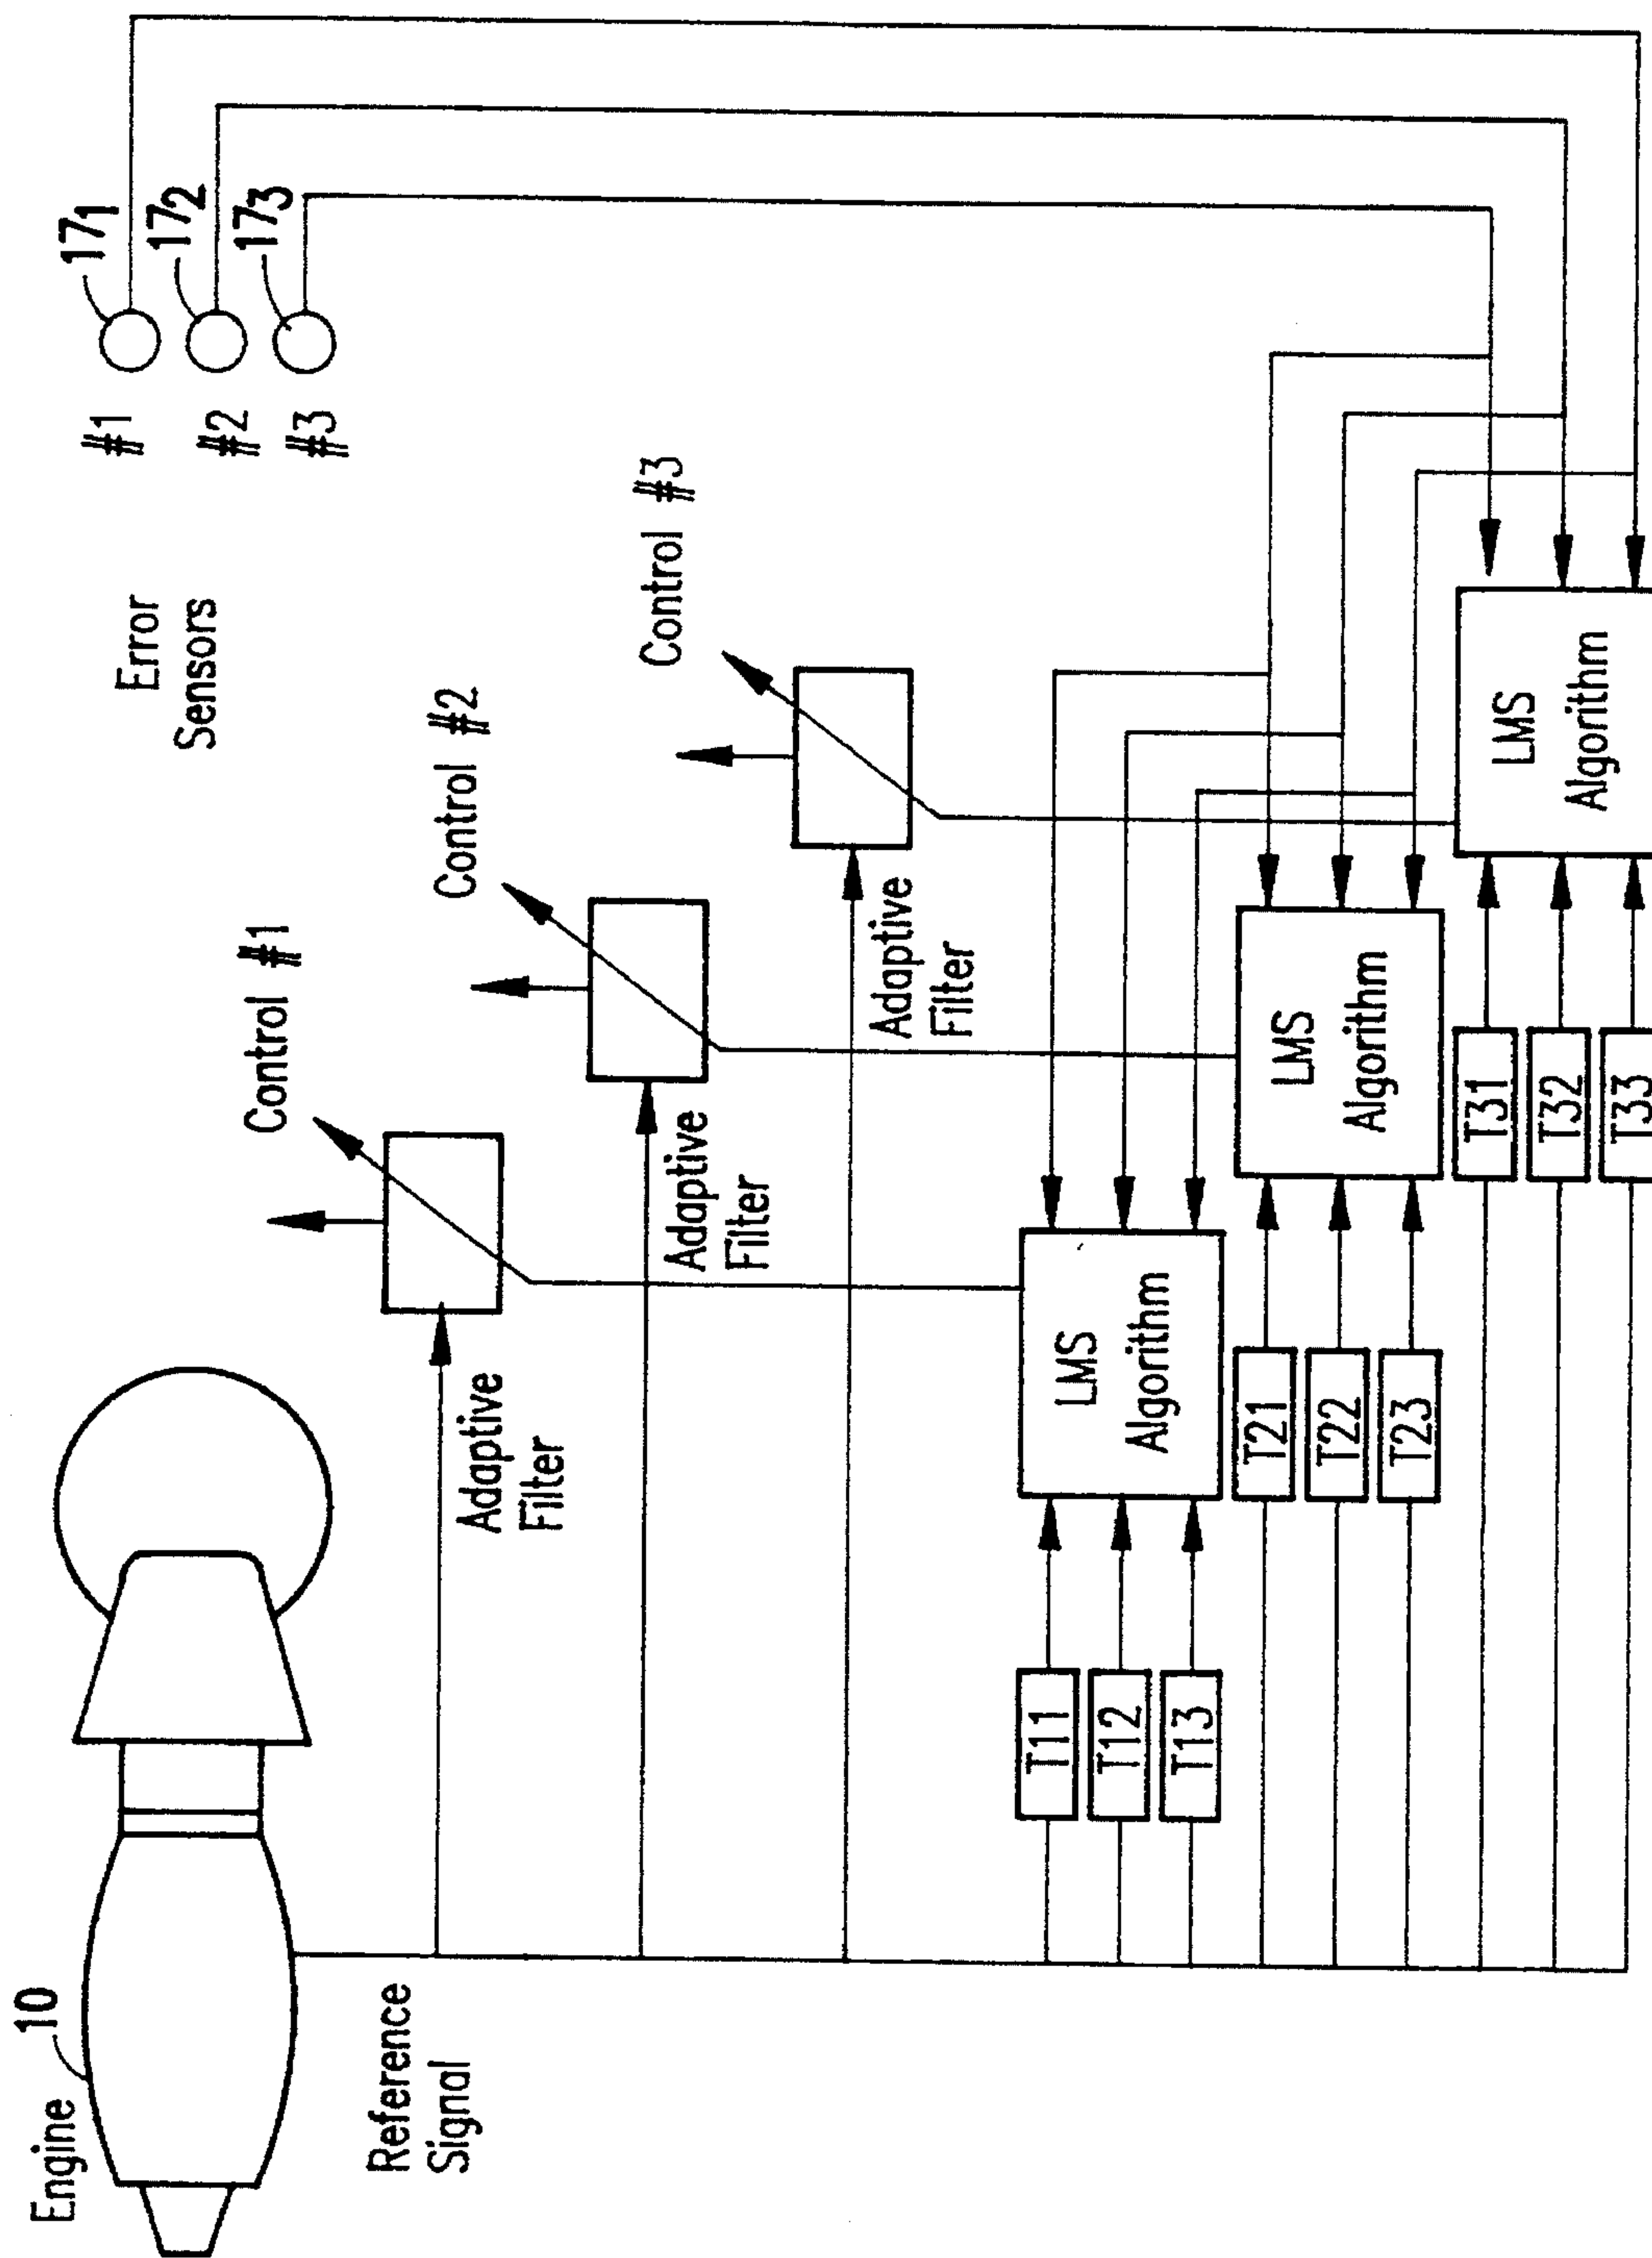 Engine
10
Reference
Signal
Error
Sensors
#1
#2
#3
17₁
17₂
17₃
Control #1
Control #2
Control #3
Adaptive
Filter
Adaptive
Filter
Adaptive
Filter
T11
T12
T13
LMS
Algorithm
T21
T22
T23
LMS
Algorithm
T31
T32
T33
LMS
Algorithm